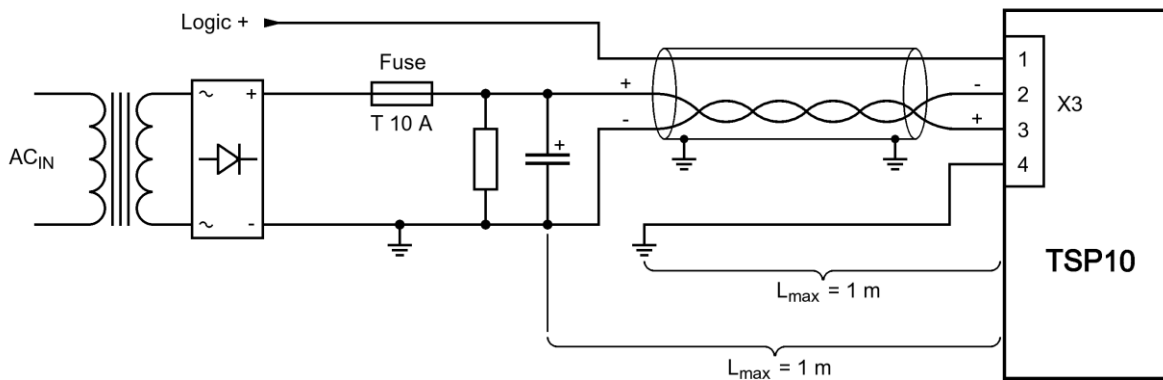 Logic +
Fuse
T 10 A
AC_IN
~ +
~ -
+
+
-
-
+
1
2
3
4
X3
TSP10
L_max = 1 m
L_max = 1 m